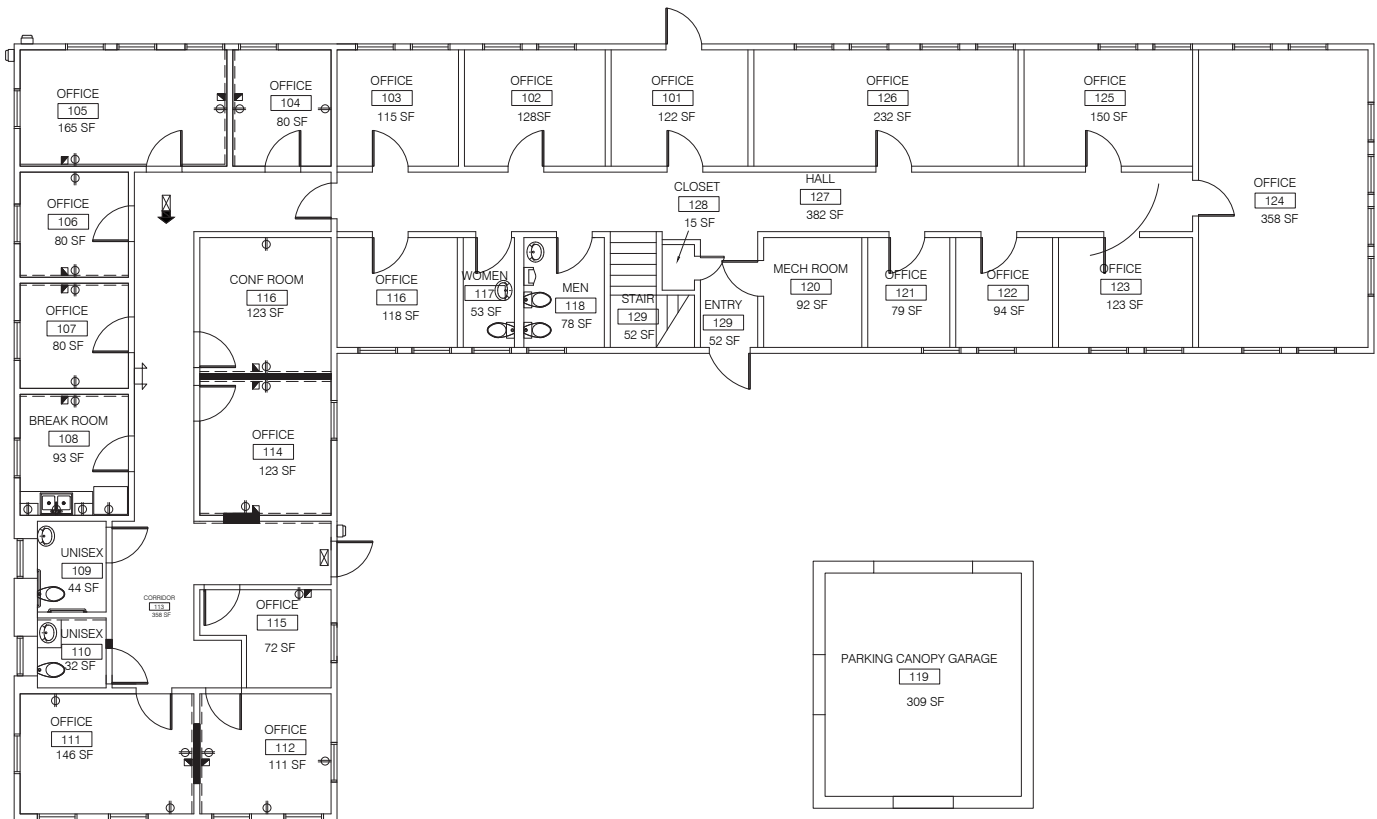 OFFICE
105
165 SF
OFFICE
104
80 SF
OFFICE
103
115 SF
OFFICE
102
128SF
OFFICE
101
122 SF
OFFICE
126
232 SF
OFFICE
125
150 SF
OFFICE
124
358 SF
HALL
127
382 SF
CLOSET
128
15 SF
OFFICE
106
80 SF
CONF ROOM
116
123 SF
OFFICE
116
118 SF
WOMEN
117
53 SF
MEN
118
78 SF
STAIR
129
52 SF
ENTRY
129
52 SF
MECH ROOM
120
92 SF
OFFICE
121
79 SF
OFFICE
122
94 SF
OFFICE
123
123 SF
OFFICE
107
80 SF
BREAK ROOM
108
93 SF
OFFICE
114
123 SF
UNISEX
109
44 SF
CORRIDOR
113
358 SF
OFFICE
115
72 SF
UNISEX
110
32 SF
OFFICE
111
146 SF
OFFICE
112
111 SF
PARKING CANOPY GARAGE
119
309 SF